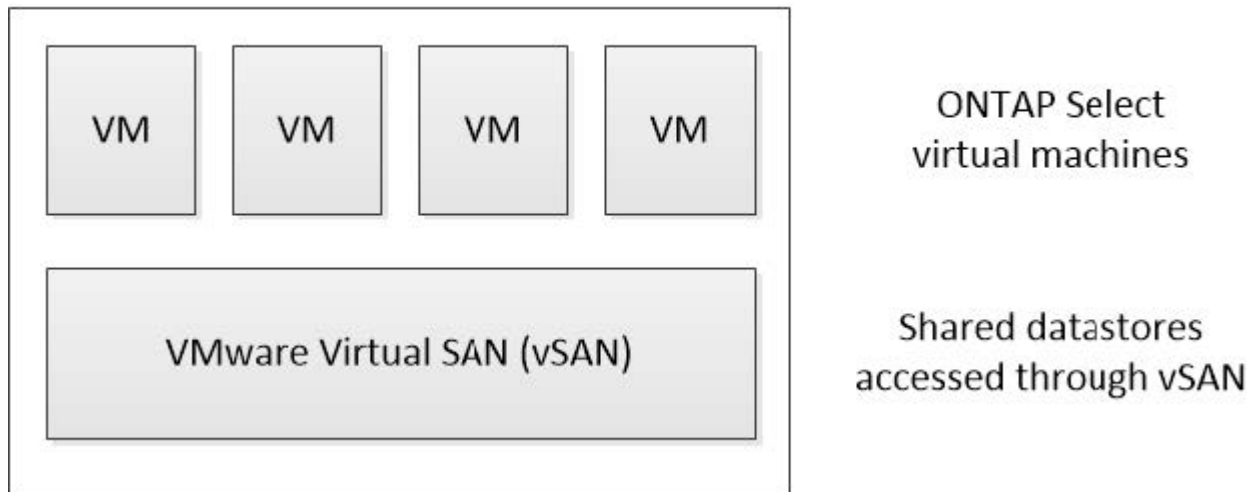 VM
VM
VM
VM
ONTAP Select
virtual machines
VMware Virtual SAN (vSAN)
Shared datastores
accessed through vSAN